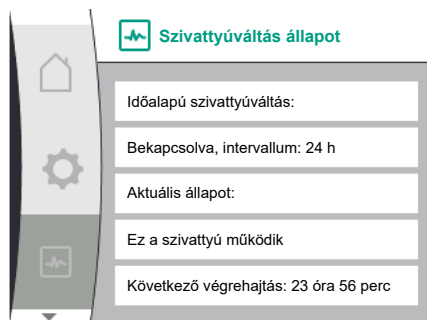 Szivattyúváltás állapot
Időalapú szivattyúváltás:
Bekapcsolva, intervallum: 24 h
Aktuális állapot:
Ez a szivattyú működik
Következő végrehajtás: 23 óra 56 perc